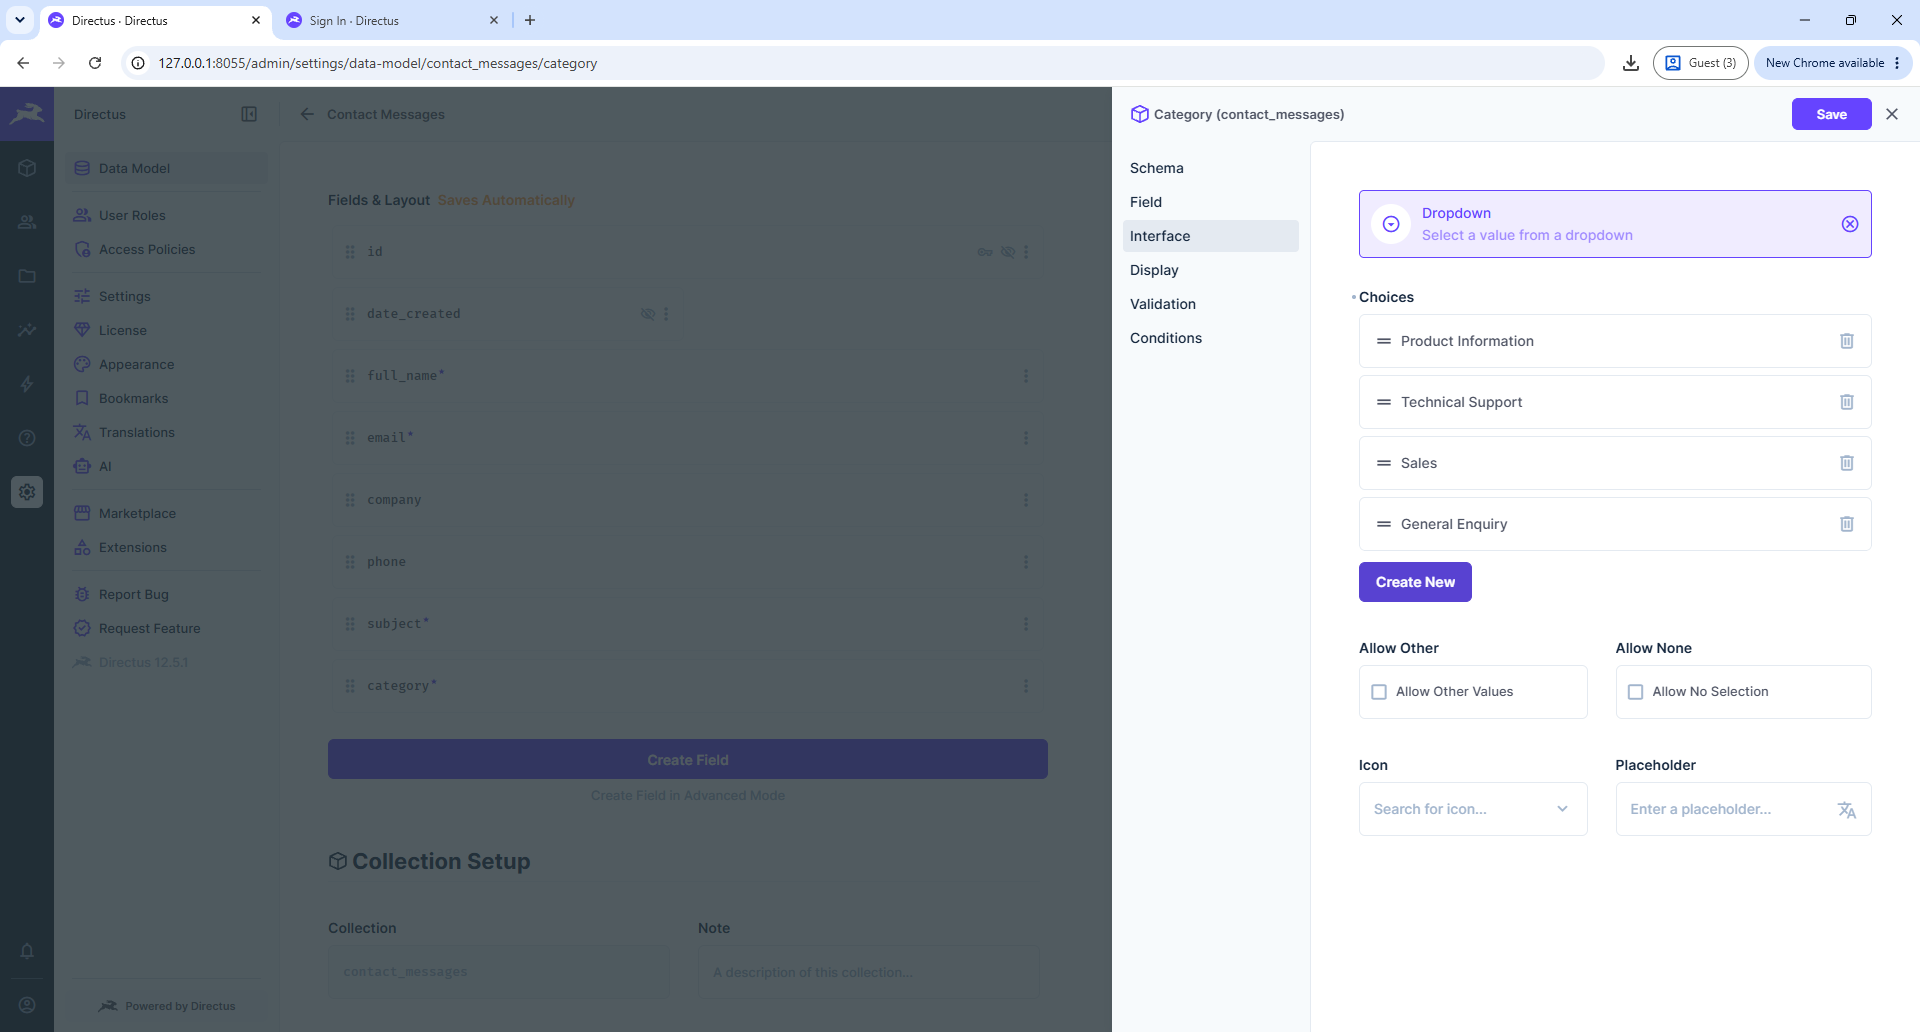 Directus · Directus
Sign In · Directus
127.0.0.1:8055/admin/settings/data-model/contact_messages/category
Guest (3)
New Chrome available
Directus
Data Model
User Roles
Access Policies
Settings
License
Appearance
Bookmarks
Translations
AI
Marketplace
Extensions
Report Bug
Request Feature
Directus 12.5.1
Powered by Directus
Contact Messages
Fields & Layout Saves Automatically
id
date_created
full_name*
email*
company
phone
subject*
category*
Create Field
Create Field in Advanced Mode
Collection Setup
Collection
contact_messages
Note
A description of this collection...
Category (contact_messages)
Save
Schema
Field
Interface
Display
Validation
Conditions
Dropdown
Select a value from a dropdown
Choices
Product Information
Technical Support
Sales
General Enquiry
Create New
Allow Other
Allow Other Values
Allow None
Allow No Selection
Icon
Search for icon...
Placeholder
Enter a placeholder...